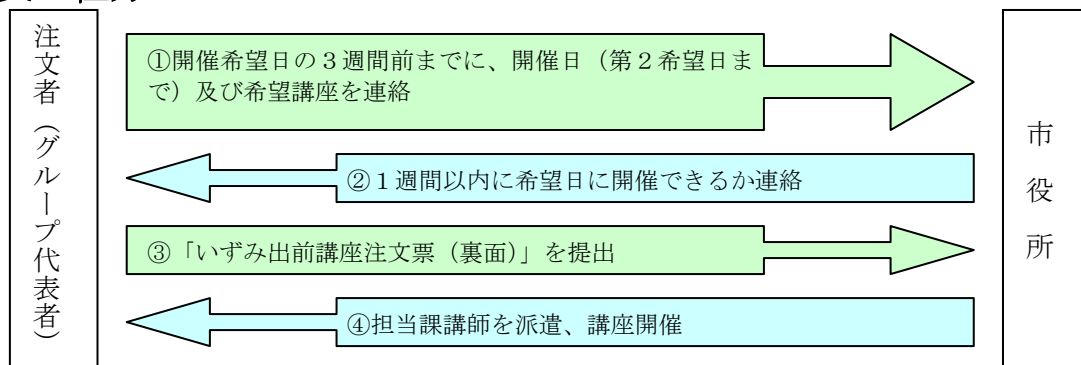 注文者（グループ代表者）
①開催希望日の３週間前までに、開催日（第２希望日ま
で）及び希望講座を連絡
②１週間以内に希望日に開催できるか連絡
③「いずみ出前講座注文票（裏面）」を提出
④担当課講師を派遣、講座開催
市役所